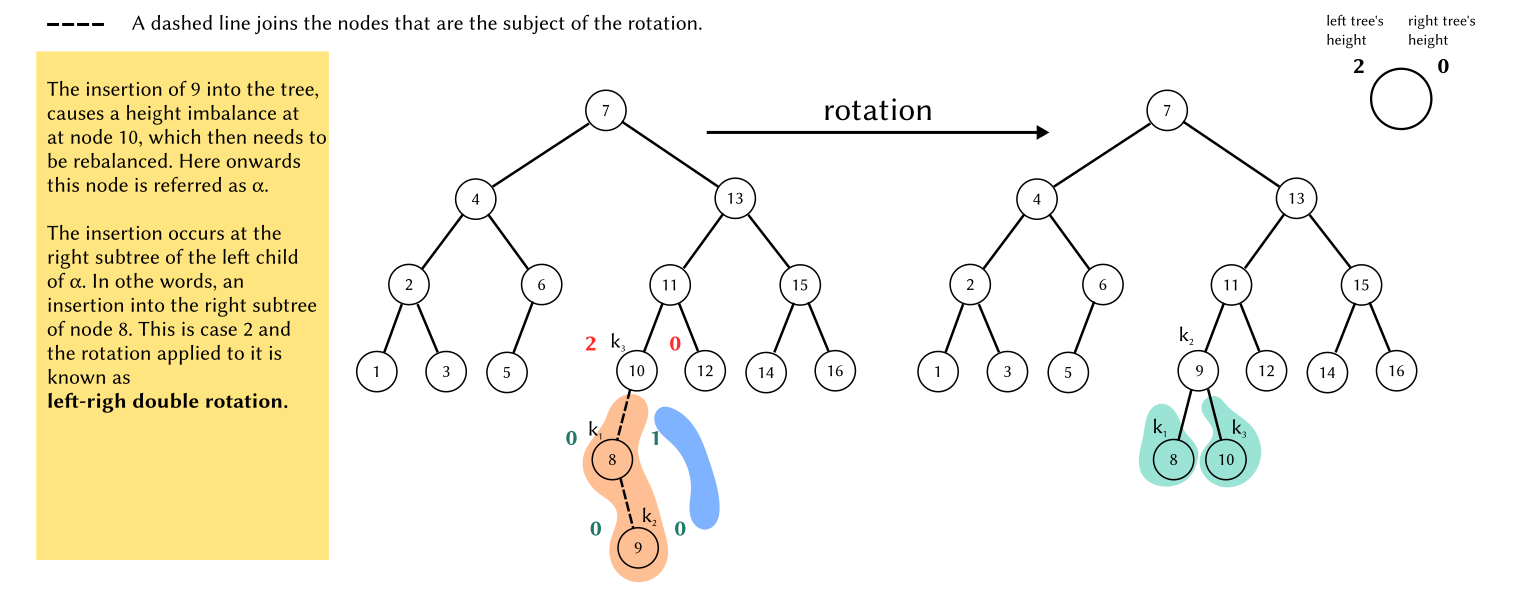 A dashed line joins the nodes that are the subject of the rotation.
left tree's right tree's
height height
2 0
The insertion of 9 into the tree,
causes a height imbalance at
at node 10, which then needs to
be rebalanced. Here onwards
this node is referred as α.
The insertion occurs at the
right subtree of the left child
of α. In othe words, an
insertion into the right subtree
of node 8. This is case 2 and
the rotation applied to it is
known as
left-righ double rotation.
7
4 13
2 6 11 15
2 k₃ 0
1 3 5 10 12 14 16
0 k₁ 1
8
0 k₂ 0
9
rotation
7
4 13
2 6 11 15
k₂
1 3 5 9 12 14 16
k₁ k₃
8 10